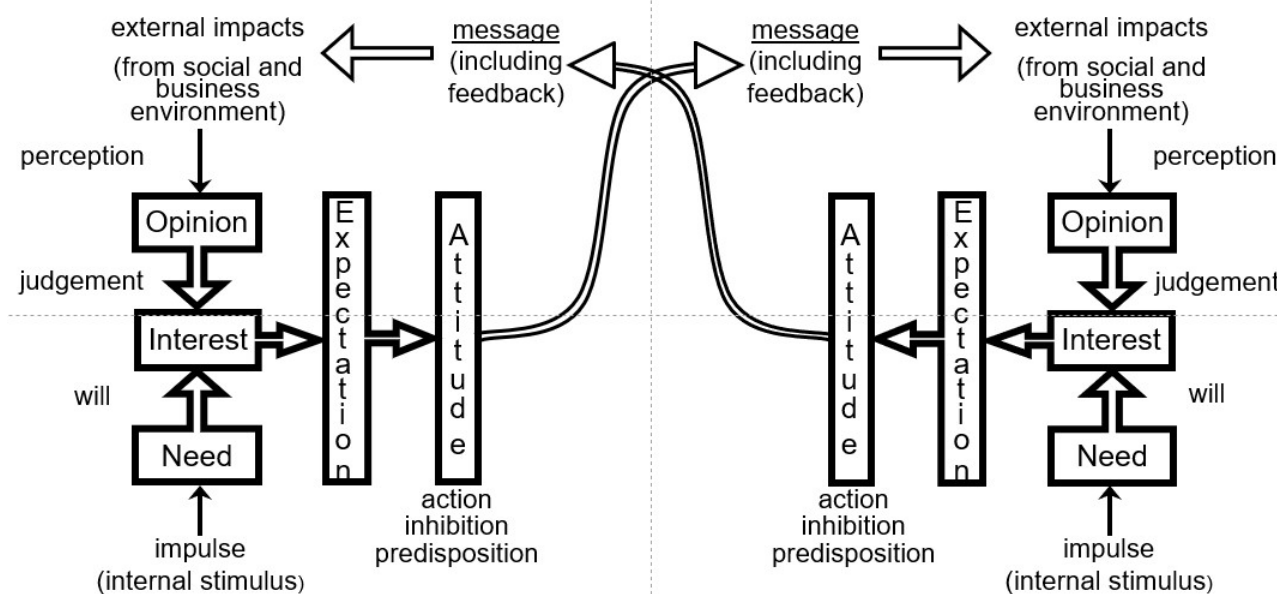 external impacts
(from social and
business
environment)
message
(including
feedback)
message
(including
feedback)
external impacts
(from social and
business
environment)
perception
perception
Opinion
Expectation
Attitude
Attitude
Expectation
Opinion
judgement
judgement
Interest
Interest
will
will
Need
Need
action
inhibition
predisposition
action
inhibition
predisposition
impulse
(internal stimulus)
impulse
(internal stimulus)